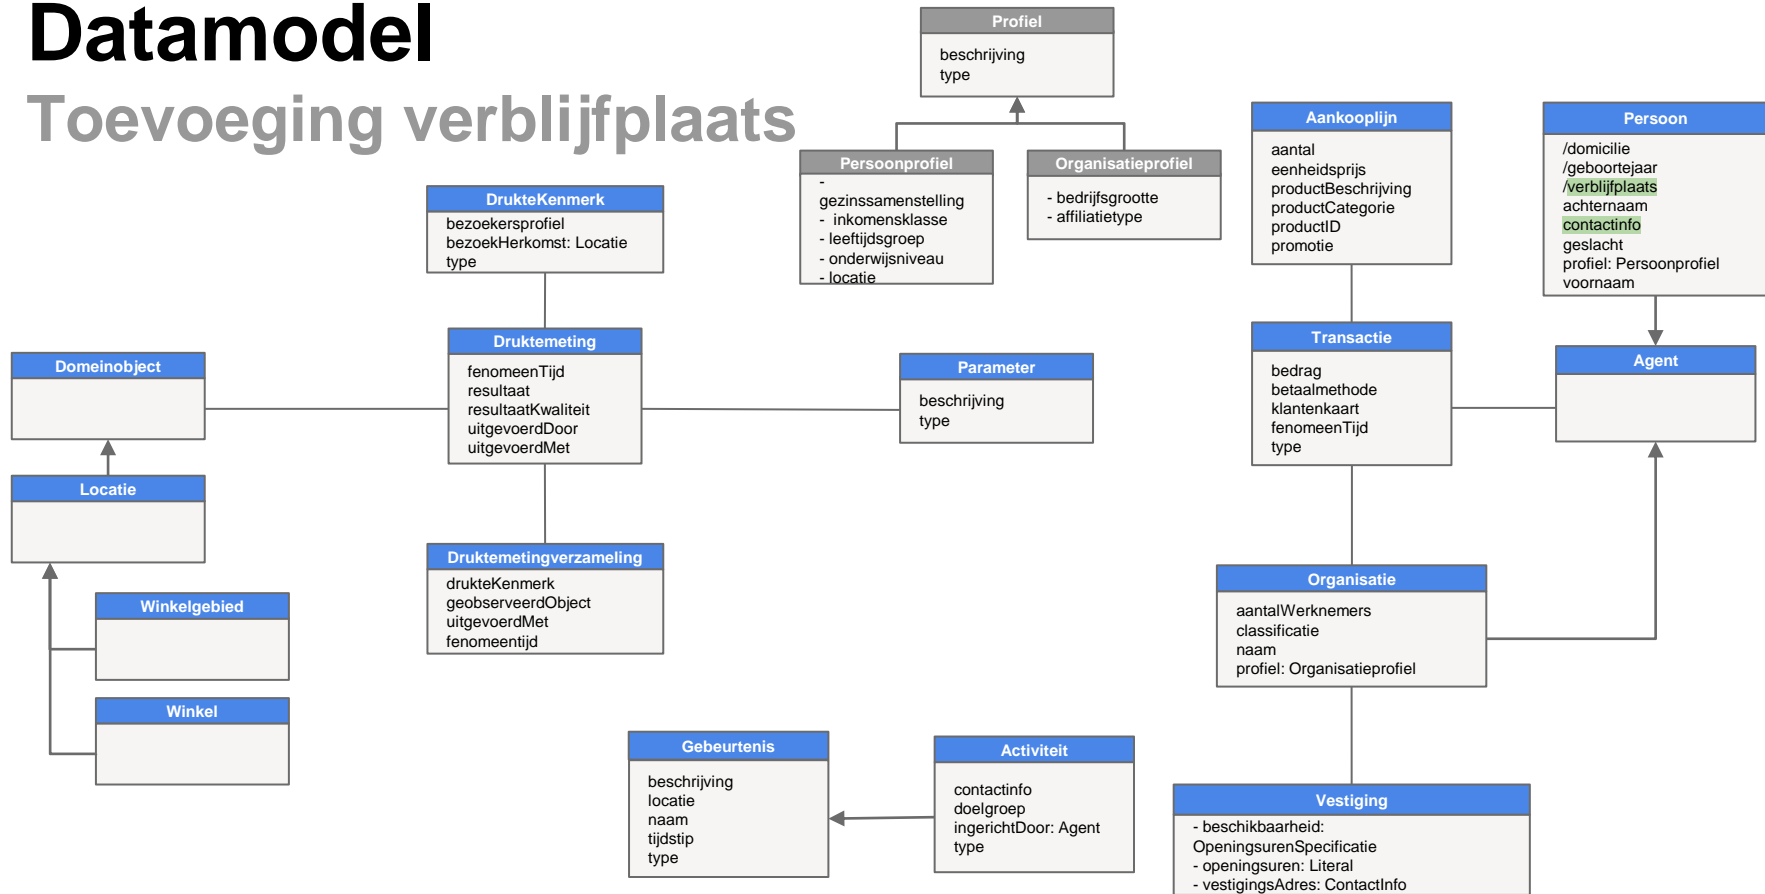 Datamodel
Toevoeging verblijfplaats
Profiel
beschrijving
type
Persoonprofiel
-
gezinssamenstelling
- inkomensklasse
- leeftijdsgroep
- onderwijsniveau
- locatie
Organisatieprofiel
- bedrijfsgrootte
- affiliatietype
Aankooplijn
aantal
eenheidsprijs
productBeschrijving
productCategorie
productID
promotie
Persoon
/domicilie
/geboortejaar
/verblijfplaats
achternaam
contactinfo
geslacht
profiel: Persoonprofiel
voornaam
DrukteKenmerk
bezoekersprofiel
bezoekHerkomst: Locatie
type
Druktemeting
fenomeenTijd
resultaat
resultaatKwaliteit
uitgevoerdDoor
uitgevoerdMet
Domeinobject
Parameter
beschrijving
type
Transactie
bedrag
betaalmethode
klantenkaart
fenomeenTijd
type
Agent
Locatie
Druktemetingverzameling
drukteKenmerk
geobserveerdObject
uitgevoerdMet
fenomeentijd
Winkelgebied
Winkel
Organisatie
aantalWerknemers
classificatie
naam
profiel: Organisatieprofiel
Gebeurtenis
beschrijving
locatie
naam
tijdstip
type
Activiteit
contactinfo
doelgroep
ingerichtDoor: Agent
type
Vestiging
- beschikbaarheid:
OpeningsurenSpecificatie
- openingsuren: Literal
- vestigingsAdres: ContactInfo